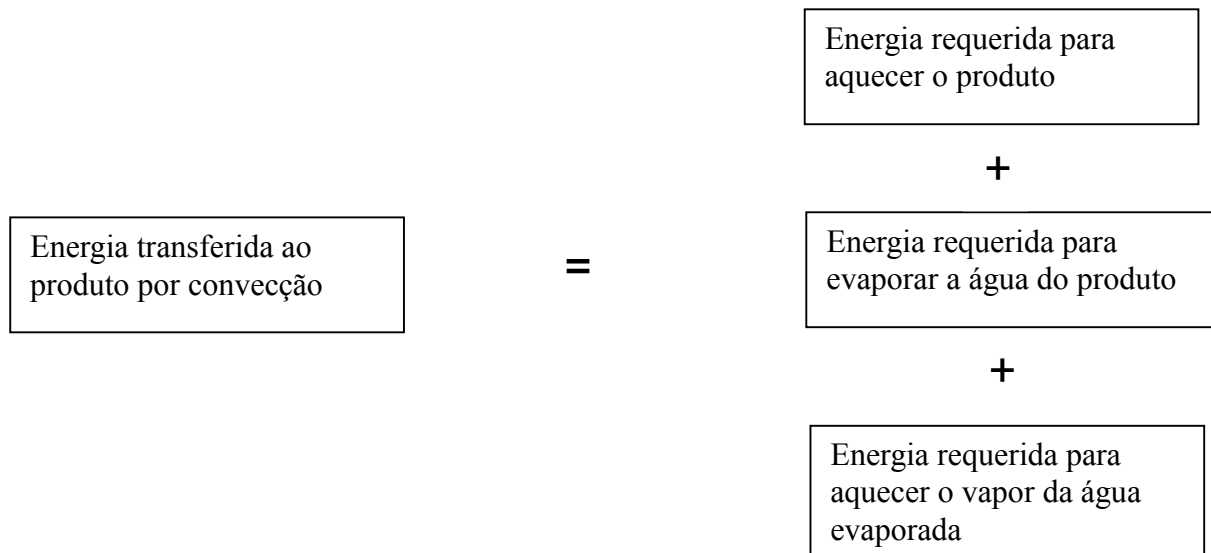 Energia requerida para
aquecer o produto
+
Energia transferida ao
produto por convecção
=
Energia requerida para
evaporar a água do produto
+
Energia requerida para
aquecer o vapor da água
evaporada